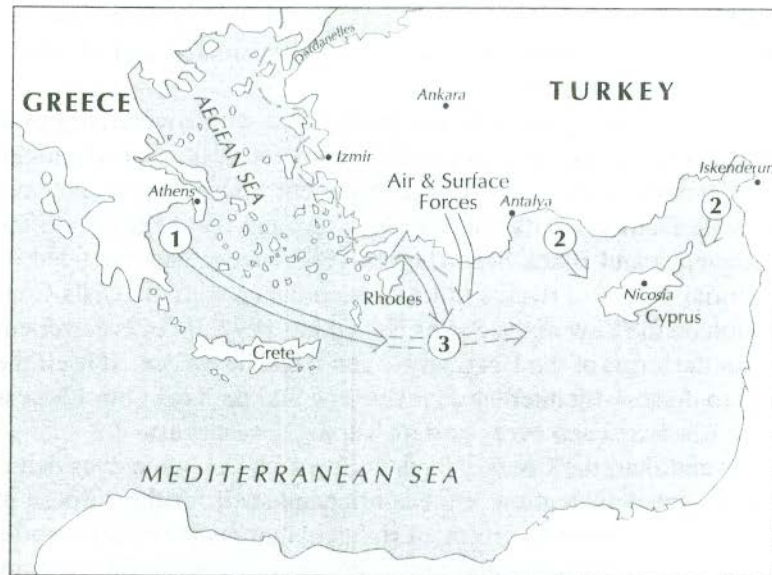 Dardanelles
GREECE
AEGEAN SEA
Ankara
TURKEY
Izmir
Iskenderun
Athens
Air & Surface
Forces
Antalya
1
2
2
Rhodes
Nicosia
Cyprus
3
Crete
MEDITERRANEAN SEA